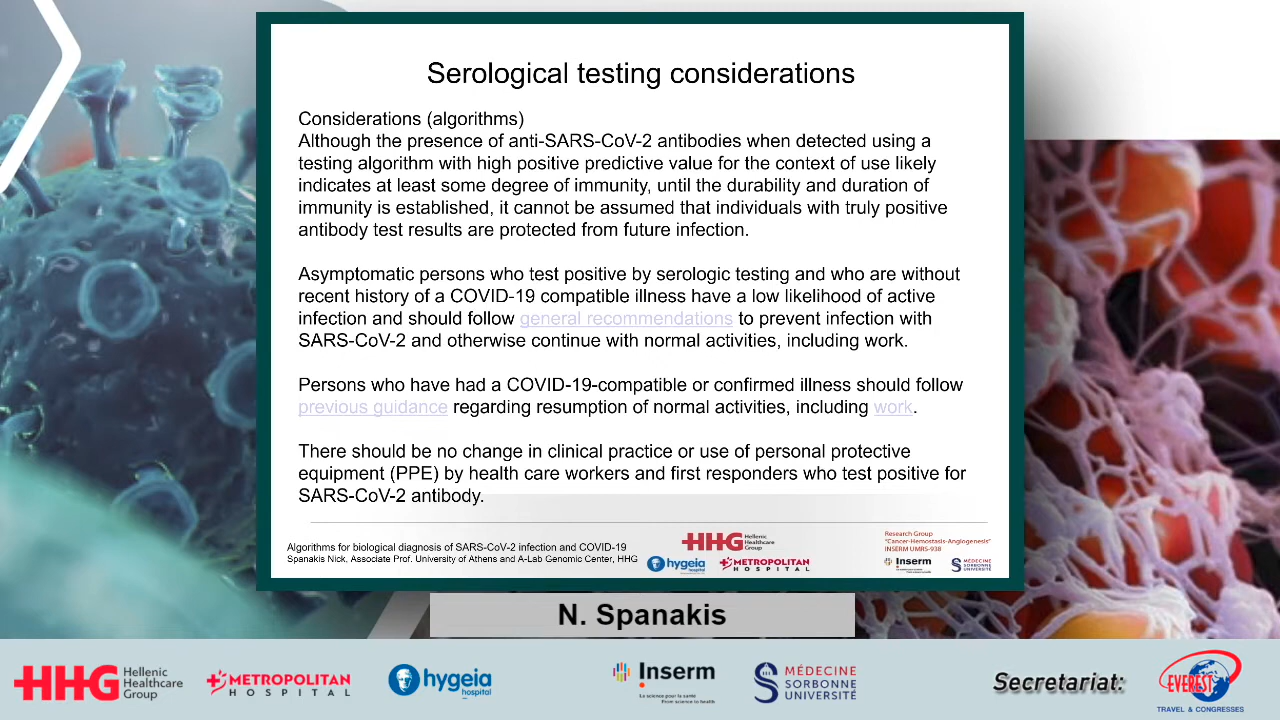 Serological testing considerations
Considerations (algorithms)
Although the presence of anti-SARS-CoV-2 antibodies when detected using a
testing algorithm with high positive predictive value for the context of use likely
indicates at least some degree of immunity, until the durability and duration of
immunity is established, it cannot be assumed that individuals with truly positive
antibody test results are protected from future infection.
Asymptomatic persons who test positive by serologic testing and who are without
recent history of a COVID-19 compatible illness have a low likelihood of active
infection and should follow general recommendations to prevent infection with
SARS-CoV-2 and otherwise continue with normal activities, including work.
Persons who have had a COVID-19-compatible or confirmed illness should follow
previous guidance regarding resumption of normal activities, including work.
There should be no change in clinical practice or use of personal protective
equipment (PPE) by health care workers and first responders who test positive for
SARS-CoV-2 antibody.
Algorithms for biological diagnosis of SARS-CoV-2 infection and COVID-19
Spanakis Nick. Associate Prof. University of Athens and A-Lab Genomic Center, HHG
HHG
Hellenic
Healthcare
Group
hygeia
hospital
METROPOLITAN
HOSPITAL
Research Group
"Cancer-Hemostasis-Angiogenesis"
INSERM UMRS-938
Inserm
MÉDECINE
SORBONNE
UNIVERSITÉ
N. Spanakis
HHG
Hellenic
Healthcare
Group
METROPOLITAN
HOSPITAL
hygeia
hospital
Inserm
La science pour la santé
From science to health
MÉDECINE
SORBONNE
UNIVERSITÉ
Secretariat:
EVEREST
TRAVEL & CONGRESSES